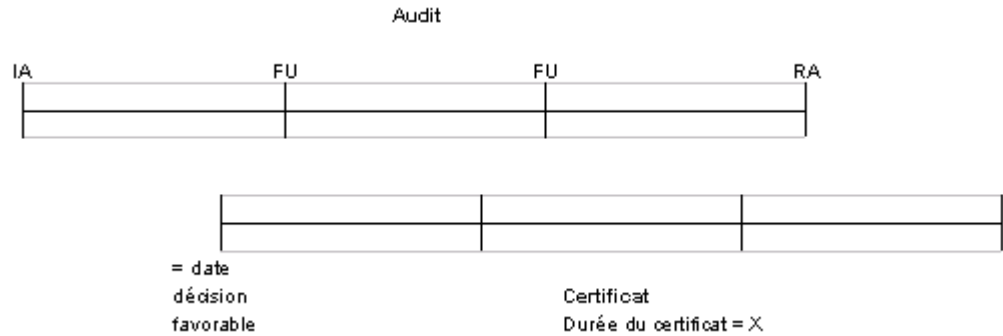 Audit
IA FU FU RA
= date
décision
favorable
Certificat
Durée du certificat = X